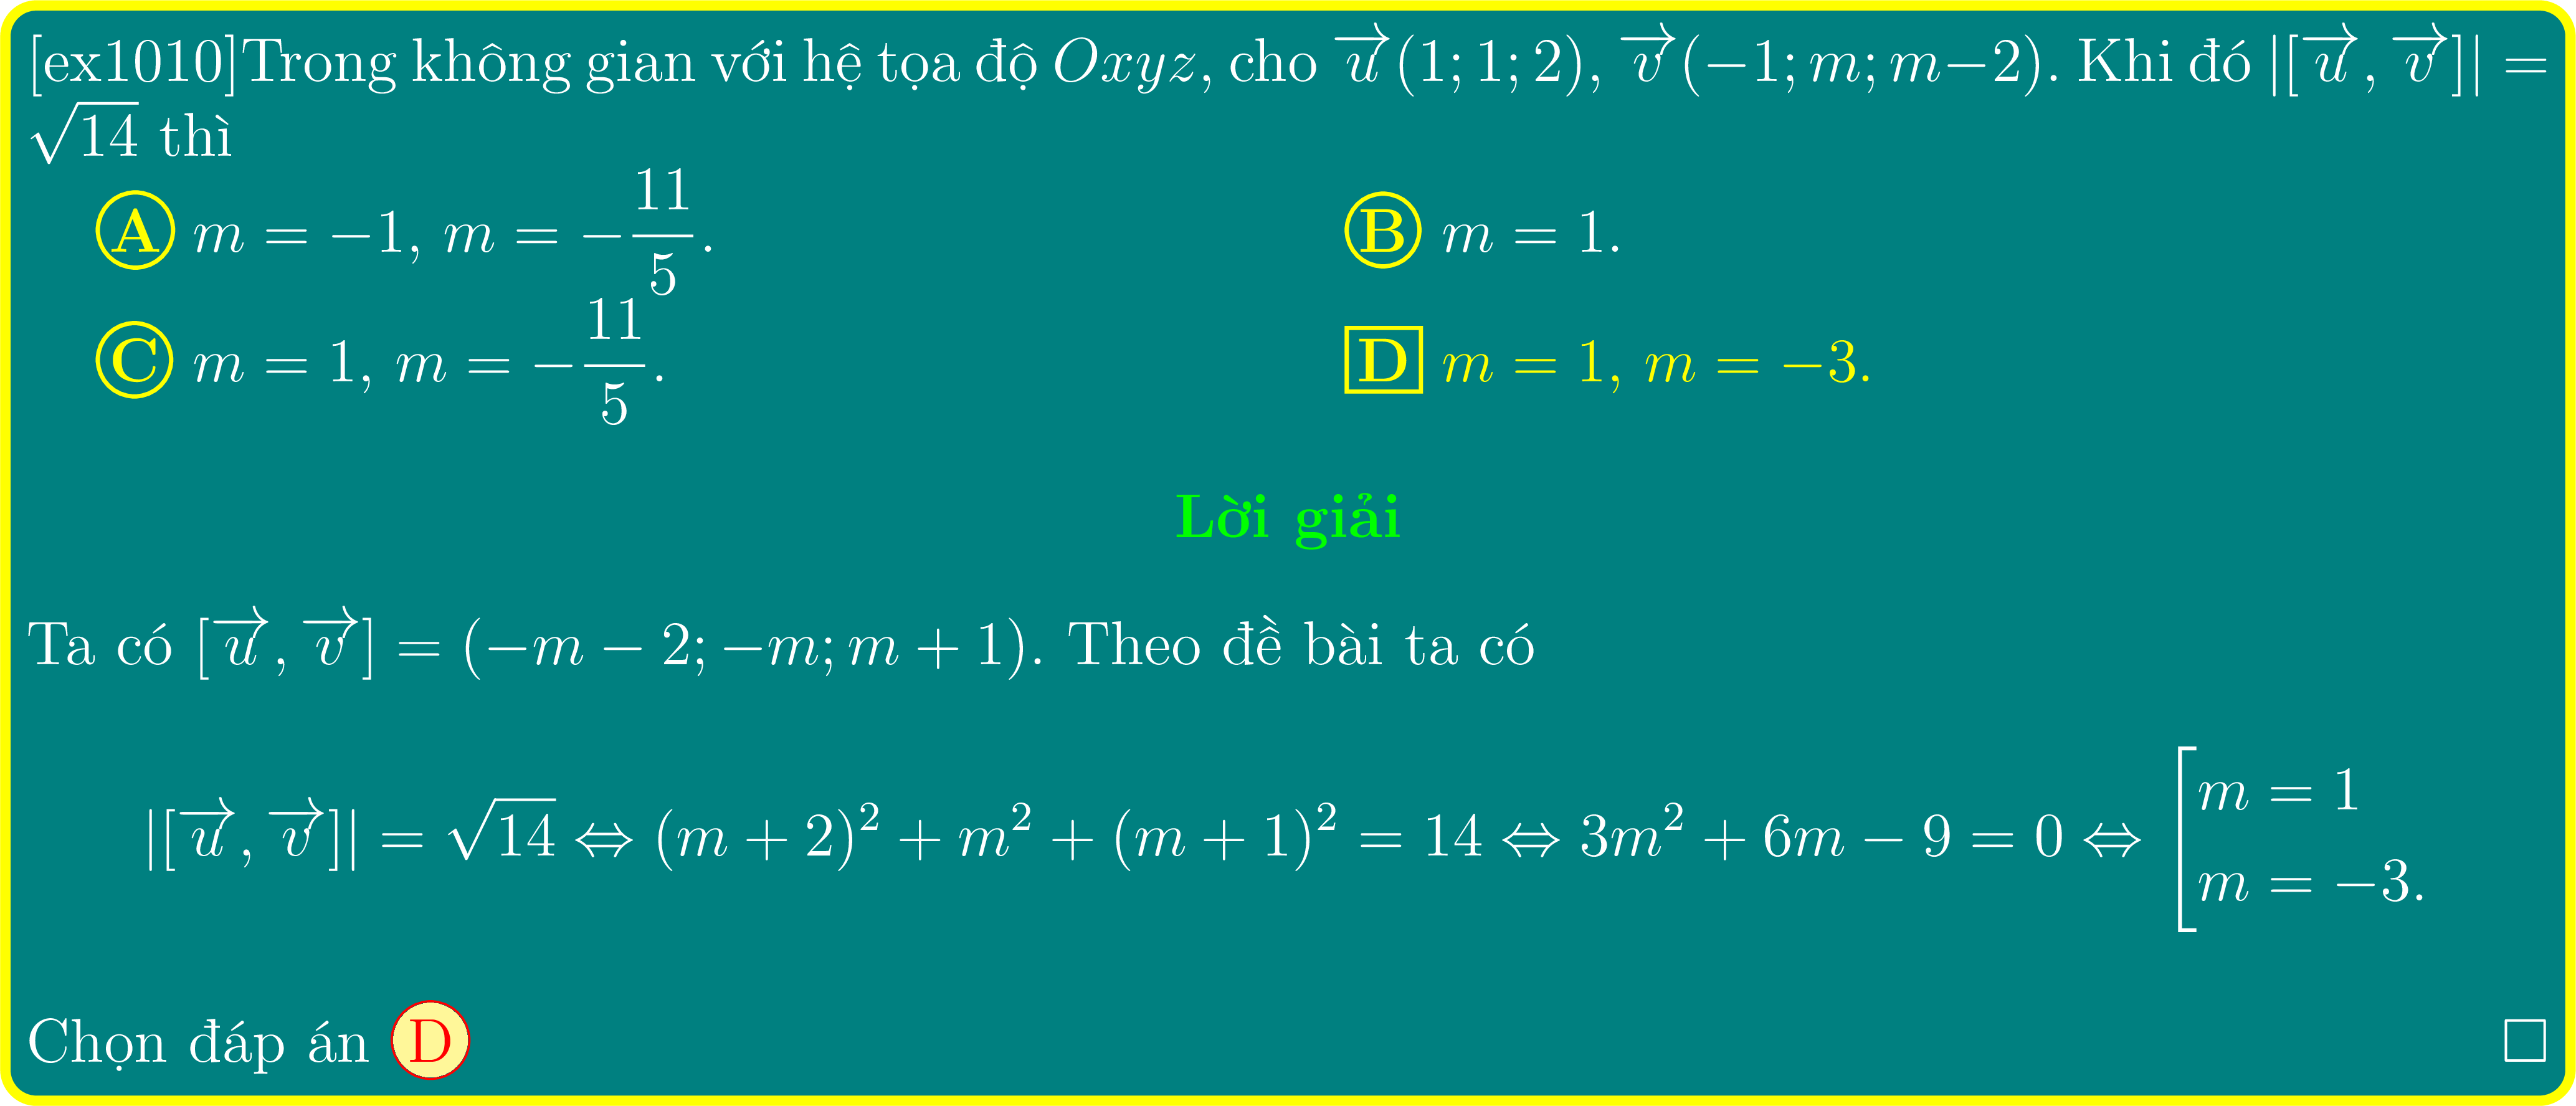 [ex1010]Trong không gian với hệ tọa độ $Oxyz$, cho $\overrightarrow{u}(1;1;2)$, $\overrightarrow{v}(-1;m;m-2)$. Khi đó $|[\overrightarrow{u},\overrightarrow{v}]| =$
$\sqrt{14}$ thì
Ⓐ $m = -1, m = -\dfrac{11}{5}$. Ⓑ $m = 1$.
Ⓒ $m = 1, m = -\dfrac{11}{5}$. D $m = 1, m = -3$.
Lời giải
Ta có $[\overrightarrow{u},\overrightarrow{v}] = (-m-2;-m;m+1)$. Theo đề bài ta có
$|[\overrightarrow{u},\overrightarrow{v}]| = \sqrt{14} \Leftrightarrow (m+2)^2 + m^2 + (m+1)^2 = 14 \Leftrightarrow 3m^2 + 6m - 9 = 0 \Leftrightarrow \left[\begin{array}{l} m = 1 \\ m = -3. \end{array}\right.$
Chọn đáp án D □